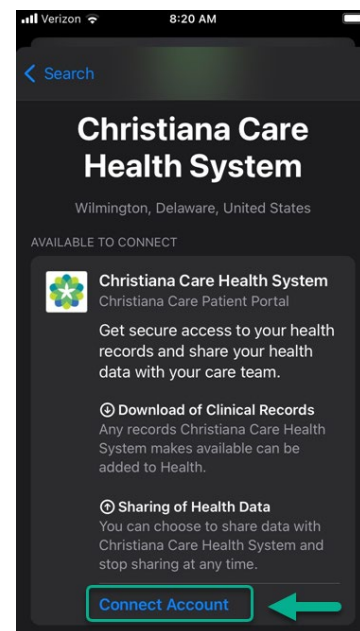 Verizon 8:20 AM
Search
Christiana Care
Health System
Wilmington, Delaware, United States
AVAILABLE TO CONNECT
Christiana Care Health System
Christiana Care Patient Portal
Get secure access to your health
records and share your health
data with your care team.
Download of Clinical Records
Any records Christiana Care Health
System makes available can be
added to Health.
Sharing of Health Data
You can choose to share data with
Christiana Care Health System and
stop sharing at any time.
Connect Account